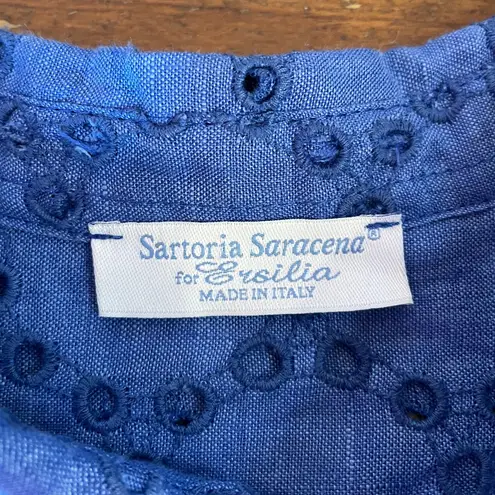 Sartoria Saracena®
for Ersilia
MADE IN ITALY